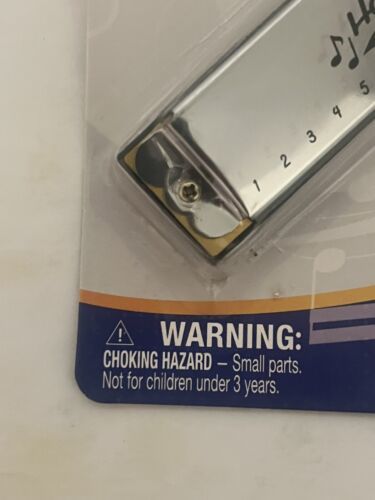 1 2 3 4 5
WARNING:
CHOKING HAZARD – Small parts.
Not for children under 3 years.